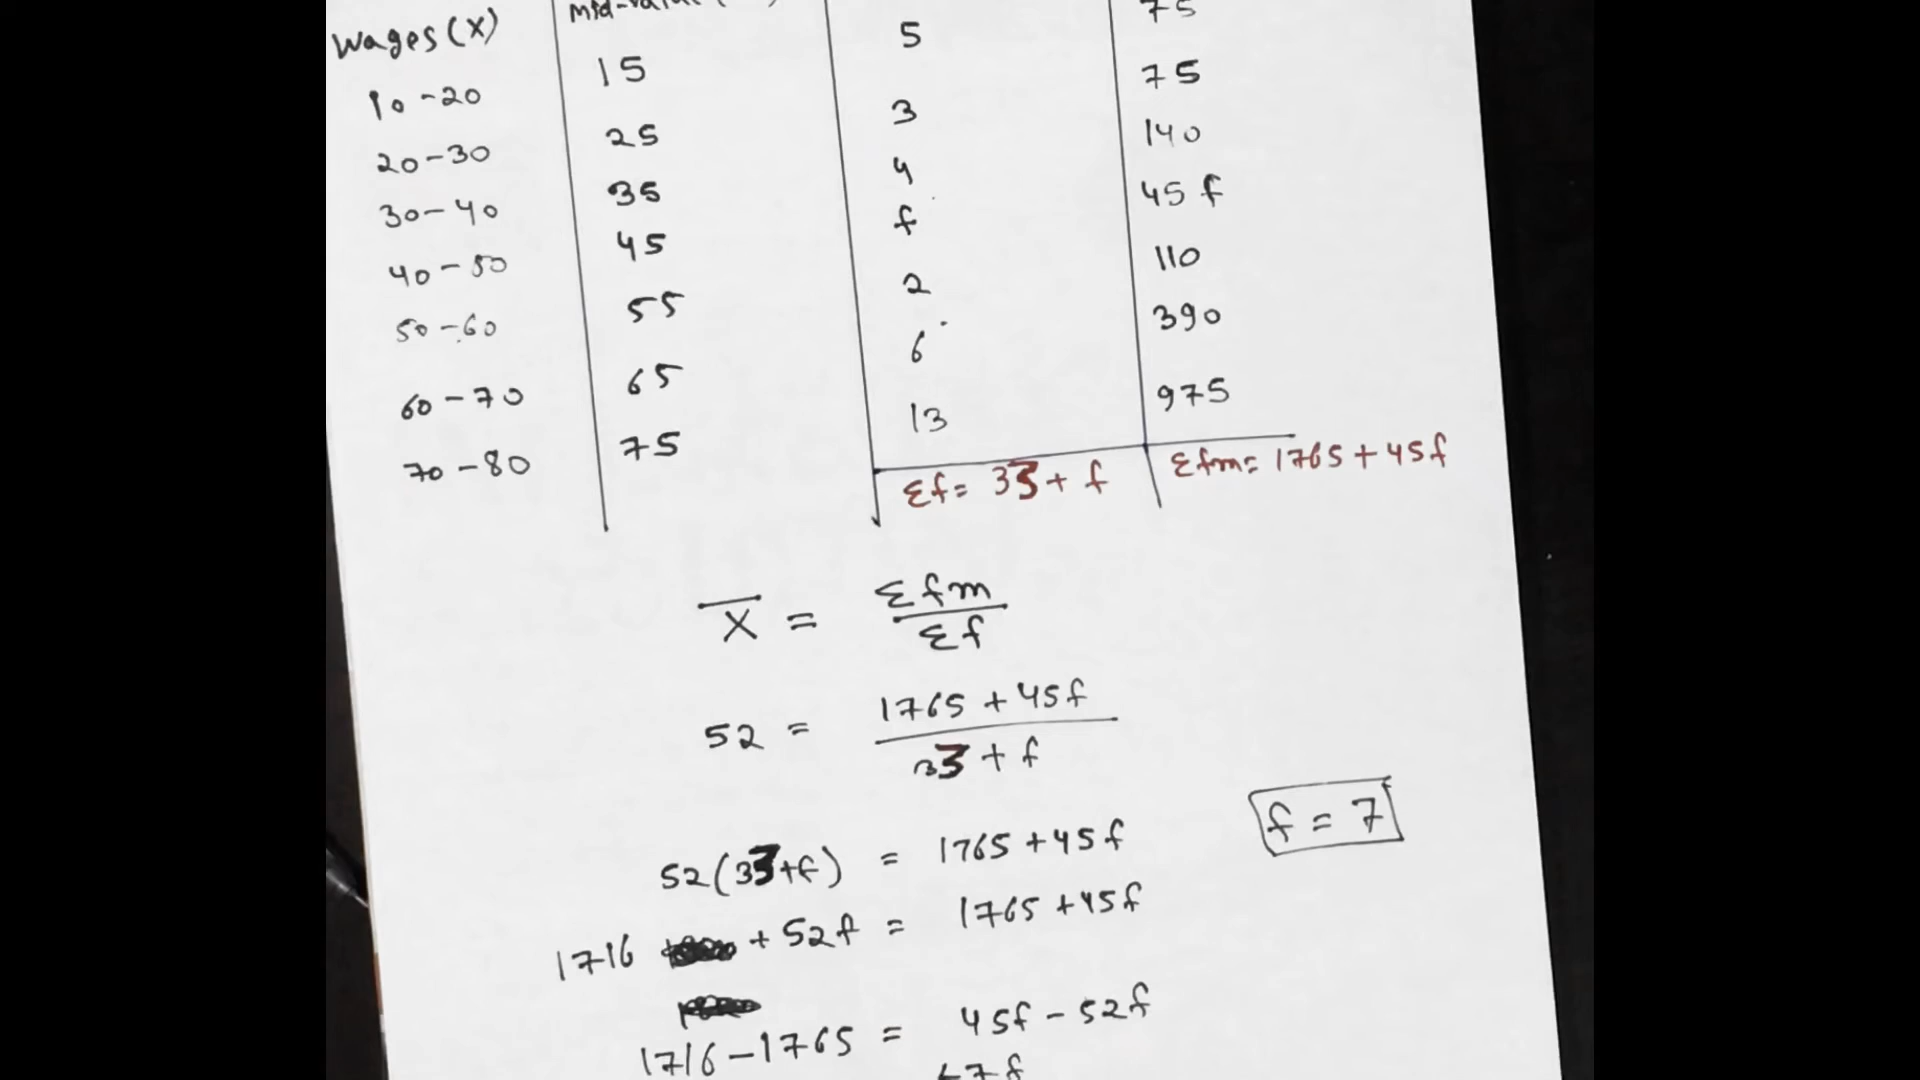 wages (X) mid-value 5 75
10-20 15 3 75
20-30 25 4 140
30-40 35 f 45f
40-50 45 2 110
50-60 55 6 390
60-70 65 13 975
70-80 75 Σf= 33+ f Σfm= 1765+45f
X̅ = Σfm / Σf
52 = 1765 + 45f / 33 + f
52(33+f) = 1765+45f
f = 7
1716 + 52f = 1765 +45f
1716-1765 = 45f - 52f
7f